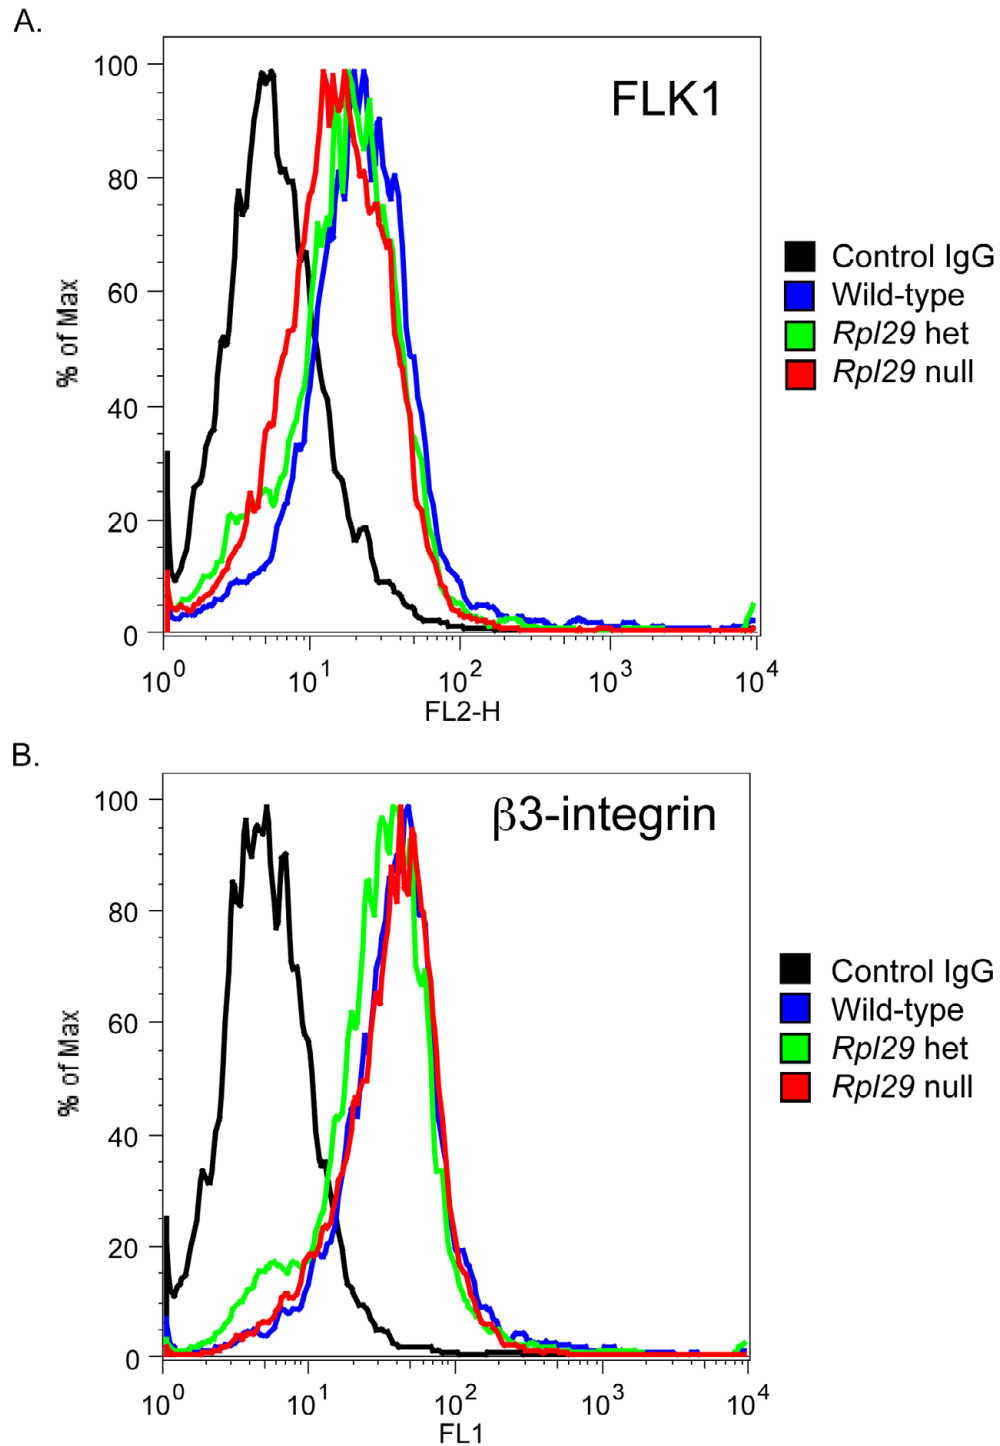 A.
FLK1
% of Max
100
80
60
40
20
0
10^0 10^1 10^2 10^3 10^4
FL2-H
Control IgG
Wild-type
Rpl29 het
Rpl29 null
B.
β3-integrin
% of Max
100
80
60
40
20
0
10^0 10^1 10^2 10^3 10^4
FL1
Control IgG
Wild-type
Rpl29 het
Rpl29 null